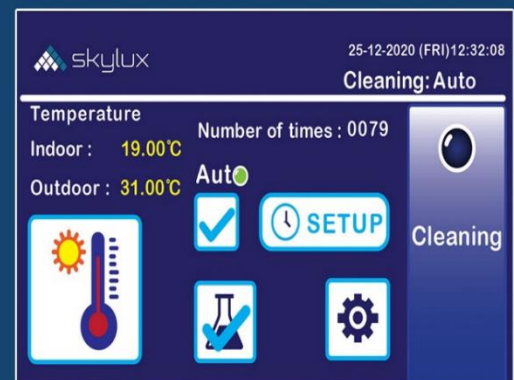 skylux
25-12-2020 (FRI)12:32:08
Cleaning: Auto
Temperature
Indoor : 19.00℃
Outdoor : 31.00℃
Number of times : 0079
Auto
SETUP
Cleaning